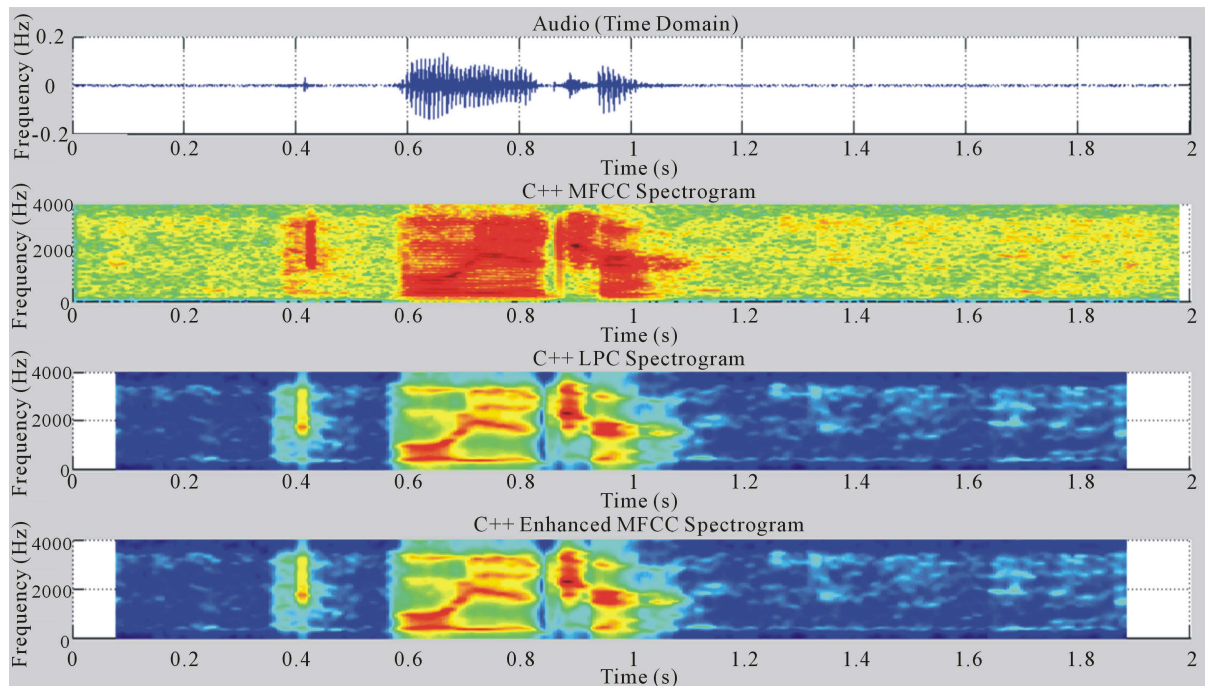 Audio (Time Domain)
Frequency (Hz)
0.2
0
-0.2
0 0.2 0.4 0.6 0.8 1 1.2 1.4 1.6 1.8 2
Time (s)
C++ MFCC Spectrogram
Frequency (Hz)
4000
2000
0
0 0.2 0.4 0.6 0.8 1 1.2 1.4 1.6 1.8 2
Time (s)
C++ LPC Spectrogram
Frequency (Hz)
4000
2000
0
0 0.2 0.4 0.6 0.8 1 1.2 1.4 1.6 1.8 2
Time (s)
C++ Enhanced MFCC Spectrogram
Frequency (Hz)
4000
2000
0
0 0.2 0.4 0.6 0.8 1 1.2 1.4 1.6 1.8 2
Time (s)